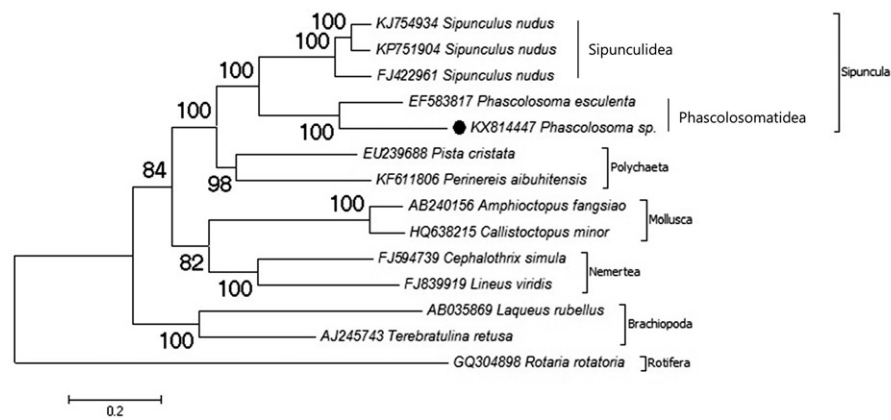 100 KJ754934 Sipunculus nudus
100 KP751904 Sipunculus nudus Sipunculidea
100 FJ422961 Sipunculus nudus Sipuncula
100 EF583817 Phascolosoma esculenta
100 KX814447 Phascolosoma sp. Phascolosomatidea
84 EU239688 Pista cristata
98 KF611806 Perinereis aibuhitensis Polychaeta
100 AB240156 Amphioctopus fangsiao
HQ638215 Callistoctopus minor Mollusca
82 FJ594739 Cephalothrix simula
100 FJ839919 Lineus viridis Nemertea
AB035869 Laqueus rubellus
100 AJ245743 Terebratulina retusa Brachiopoda
GQ304898 Rotaria rotatoria Rotifera
0.2